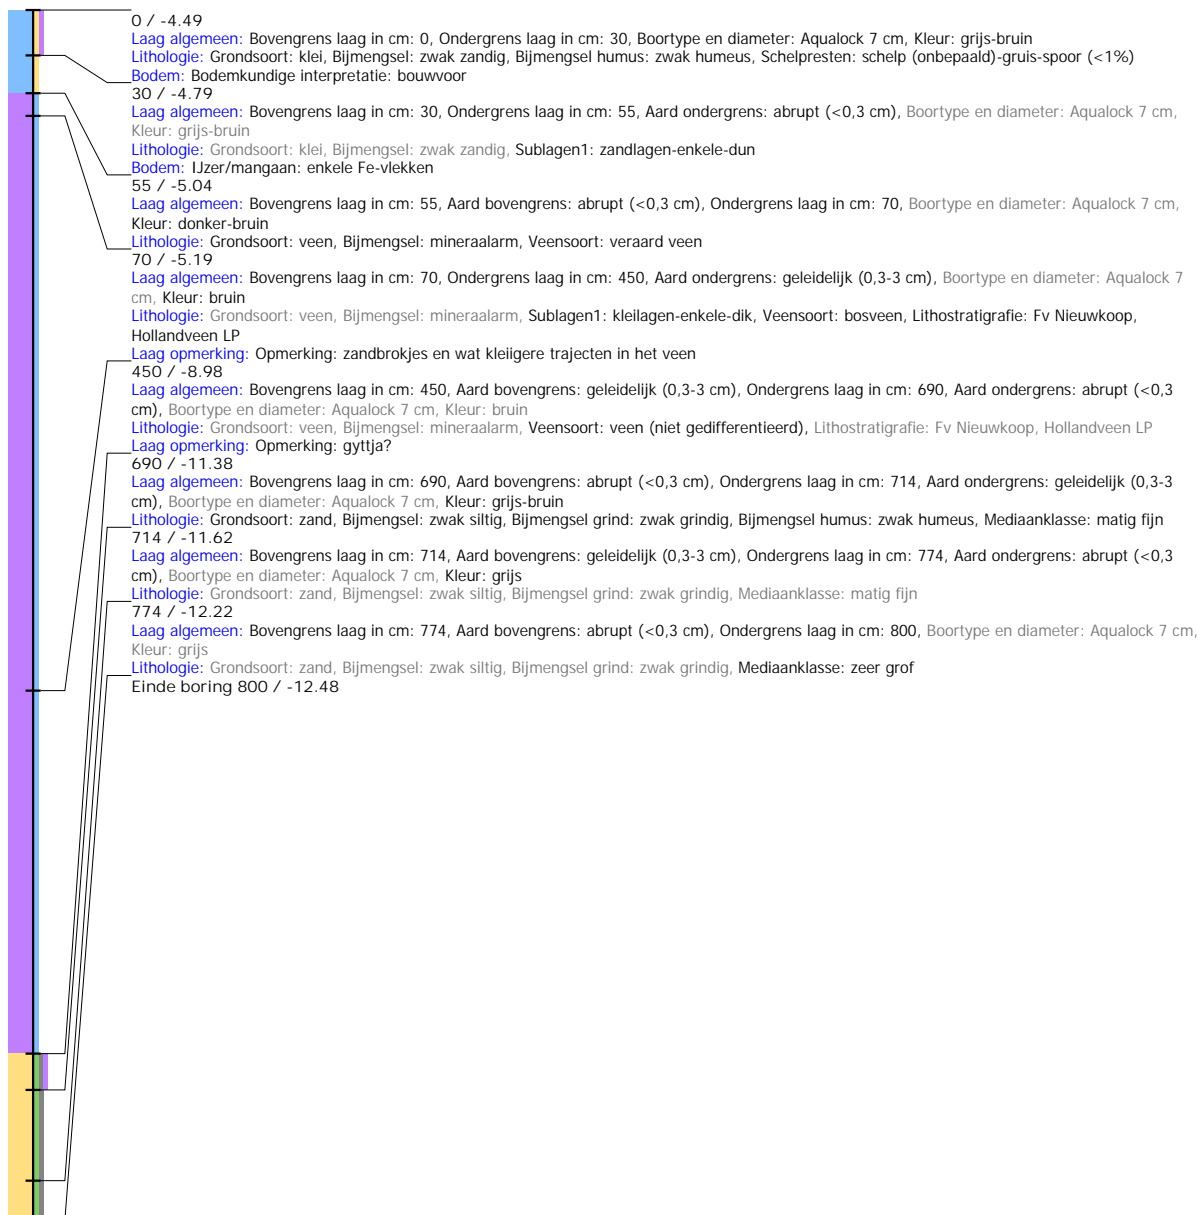 0 / -4.49
Laag algemeen: Bovengrens laag in cm: 0, Ondergrens laag in cm: 30, Boortype en diameter: Aqualock 7 cm, Kleur: grijs-bruin
Lithologie: Grondsoort: klei, Bijmengsel: zwak zandig, Bijmengsel humus: zwak humeus, Schelpresten: schelp (onbepaald)-gruis-spoor (<1%)
Bodem: Bodemkundige interpretatie: bouwvoor
30 / -4.79
Laag algemeen: Bovengrens laag in cm: 30, Ondergrens laag in cm: 55, Aard ondergrens: abrupt (<0,3 cm), Boortype en diameter: Aqualock 7 cm,
Kleur: grijs-bruin
Lithologie: Grondsoort: klei, Bijmengsel: zwak zandig, Sublagen1: zandlagen-enkele-dun
Bodem: IJzer/mangaan: enkele Fe-vlekken
55 / -5.04
Laag algemeen: Bovengrens laag in cm: 55, Aard bovengrens: abrupt (<0,3 cm), Ondergrens laag in cm: 70, Boortype en diameter: Aqualock 7 cm,
Kleur: donker-bruin
Lithologie: Grondsoort: veen, Bijmengsel: mineraalarm, Veensoort: veraard veen
70 / -5.19
Laag algemeen: Bovengrens laag in cm: 70, Ondergrens laag in cm: 450, Aard ondergrens: geleidelijk (0,3-3 cm), Boortype en diameter: Aqualock 7
cm, Kleur: bruin
Lithologie: Grondsoort: veen, Bijmengsel: mineraalarm, Sublagen1: kleilagen-enkele-dik, Veensoort: bosveen, Lithostratigrafie: Fv Nieuwkoop,
Hollandveen LP
Laag opmerking: Opmerking: zandbrokjes en wat kleiigere trajecten in het veen
450 / -8.98
Laag algemeen: Bovengrens laag in cm: 450, Aard bovengrens: geleidelijk (0,3-3 cm), Ondergrens laag in cm: 690, Aard ondergrens: abrupt (<0,3
cm), Boortype en diameter: Aqualock 7 cm, Kleur: bruin
Lithologie: Grondsoort: veen, Bijmengsel: mineraalarm, Veensoort: veen (niet gedifferentieerd), Lithostratigrafie: Fv Nieuwkoop, Hollandveen LP
Laag opmerking: Opmerking: gyttja?
690 / -11.38
Laag algemeen: Bovengrens laag in cm: 690, Aard bovengrens: abrupt (<0,3 cm), Ondergrens laag in cm: 714, Aard ondergrens: geleidelijk (0,3-3
cm), Boortype en diameter: Aqualock 7 cm, Kleur: grijs-bruin
Lithologie: Grondsoort: zand, Bijmengsel: zwak siltig, Bijmengsel grind: zwak grindig, Bijmengsel humus: zwak humeus, Mediaanklasse: matig fijn
714 / -11.62
Laag algemeen: Bovengrens laag in cm: 714, Aard bovengrens: geleidelijk (0,3-3 cm), Ondergrens laag in cm: 774, Aard ondergrens: abrupt (<0,3
cm), Boortype en diameter: Aqualock 7 cm, Kleur: grijs
Lithologie: Grondsoort: zand, Bijmengsel: zwak siltig, Bijmengsel grind: zwak grindig, Mediaanklasse: matig fijn
774 / -12.22
Laag algemeen: Bovengrens laag in cm: 774, Aard bovengrens: abrupt (<0,3 cm), Ondergrens laag in cm: 800, Boortype en diameter: Aqualock 7 cm,
Kleur: grijs
Lithologie: Grondsoort: zand, Bijmengsel: zwak siltig, Bijmengsel grind: zwak grindig, Mediaanklasse: zeer grof
Einde boring 800 / -12.48